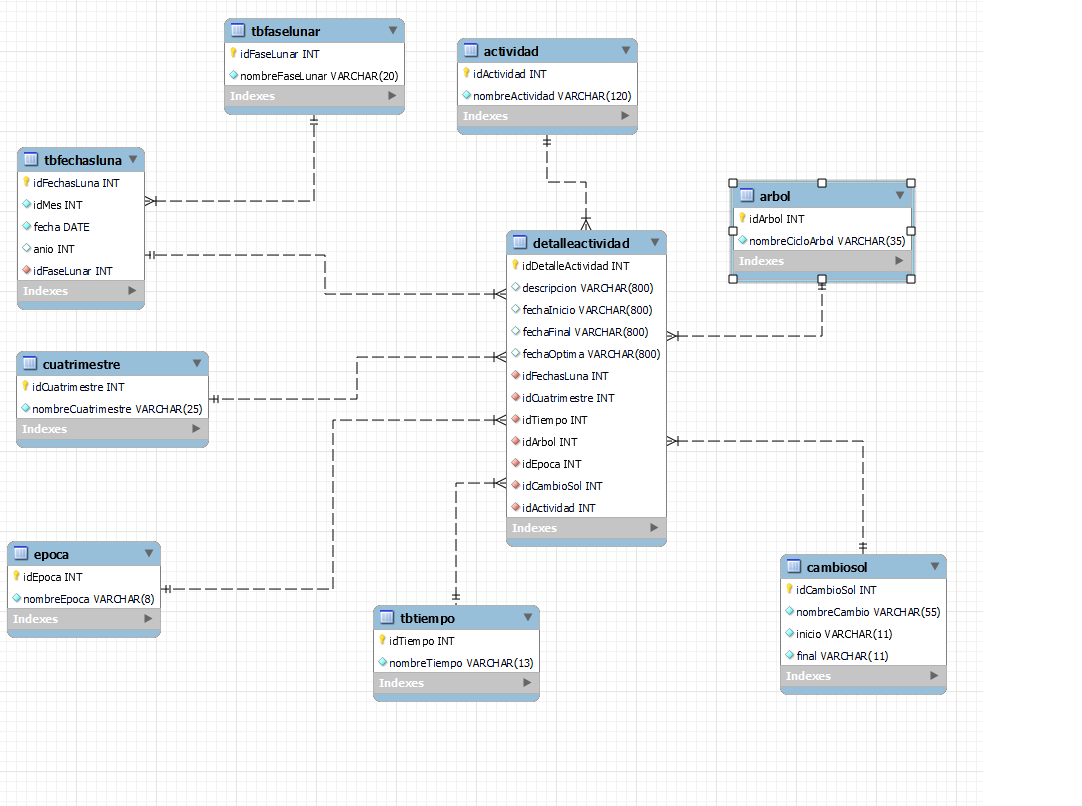 tbfaselunar
idFaseLunar INT
nombreFaseLunar VARCHAR(20)
Indexes
actividad
idActividad INT
nombreActividad VARCHAR(120)
Indexes
tbfechasluna
idFechasLuna INT
idMes INT
fecha DATE
anio INT
idFaseLunar INT
Indexes
arbol
idArbol INT
nombreCicloArbol VARCHAR(35)
Indexes
detalleactividad
idDetalleActividad INT
descripcion VARCHAR(800)
fechaInicio VARCHAR(800)
fechaFinal VARCHAR(800)
fechaOptima VARCHAR(800)
idFechasLuna INT
idCuatrimestre INT
idTiempo INT
idArbol INT
idEpoca INT
idCambioSol INT
idActividad INT
Indexes
cuatrimestre
idCuatrimestre INT
nombreCuatrimestre VARCHAR(25)
Indexes
epoca
idEpoca INT
nombreEpoca VARCHAR(8)
Indexes
tbtiempo
idTiempo INT
nombreTiempo VARCHAR(13)
Indexes
cambiosol
idCambioSol INT
nombreCambio VARCHAR(55)
inicio VARCHAR(11)
final VARCHAR(11)
Indexes